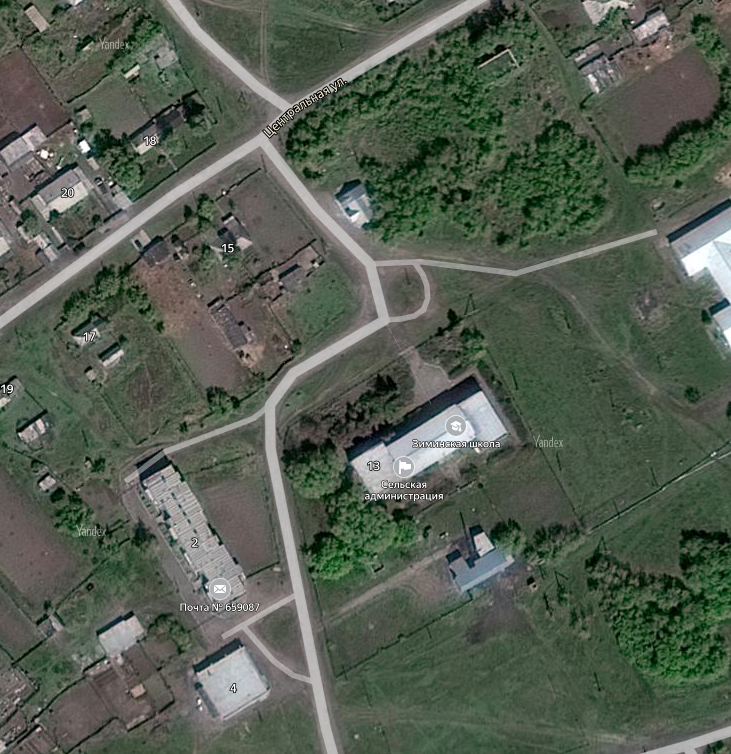 Yandex
Центральная ул.
18
20
15
17
19
Зиминская школа
Yandex
13
Сельская
администрация
Yandex
2
Почта № 659087
4